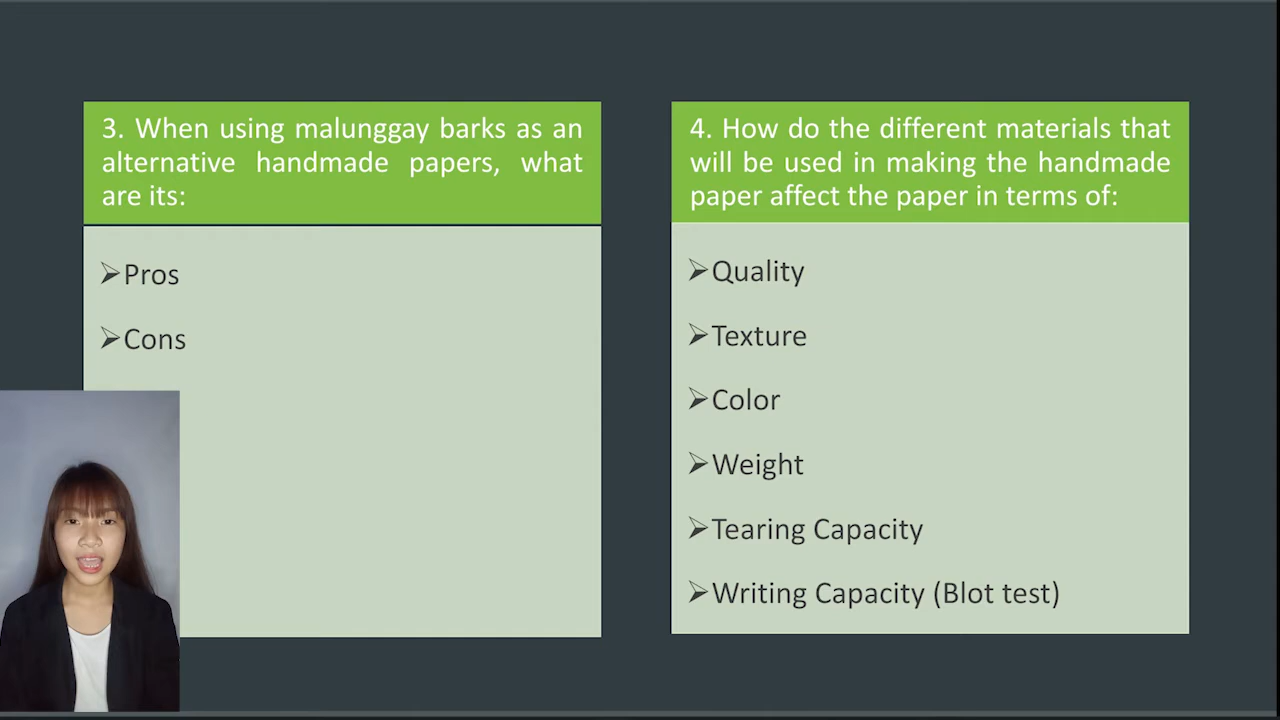 3. When using malunggay barks as an
alternative handmade papers, what
are its:
➢Pros
➢Cons
4. How do the different materials that
will be used in making the handmade
paper affect the paper in terms of:
➢Quality
➢Texture
➢Color
➢Weight
➢Tearing Capacity
➢Writing Capacity (Blot test)